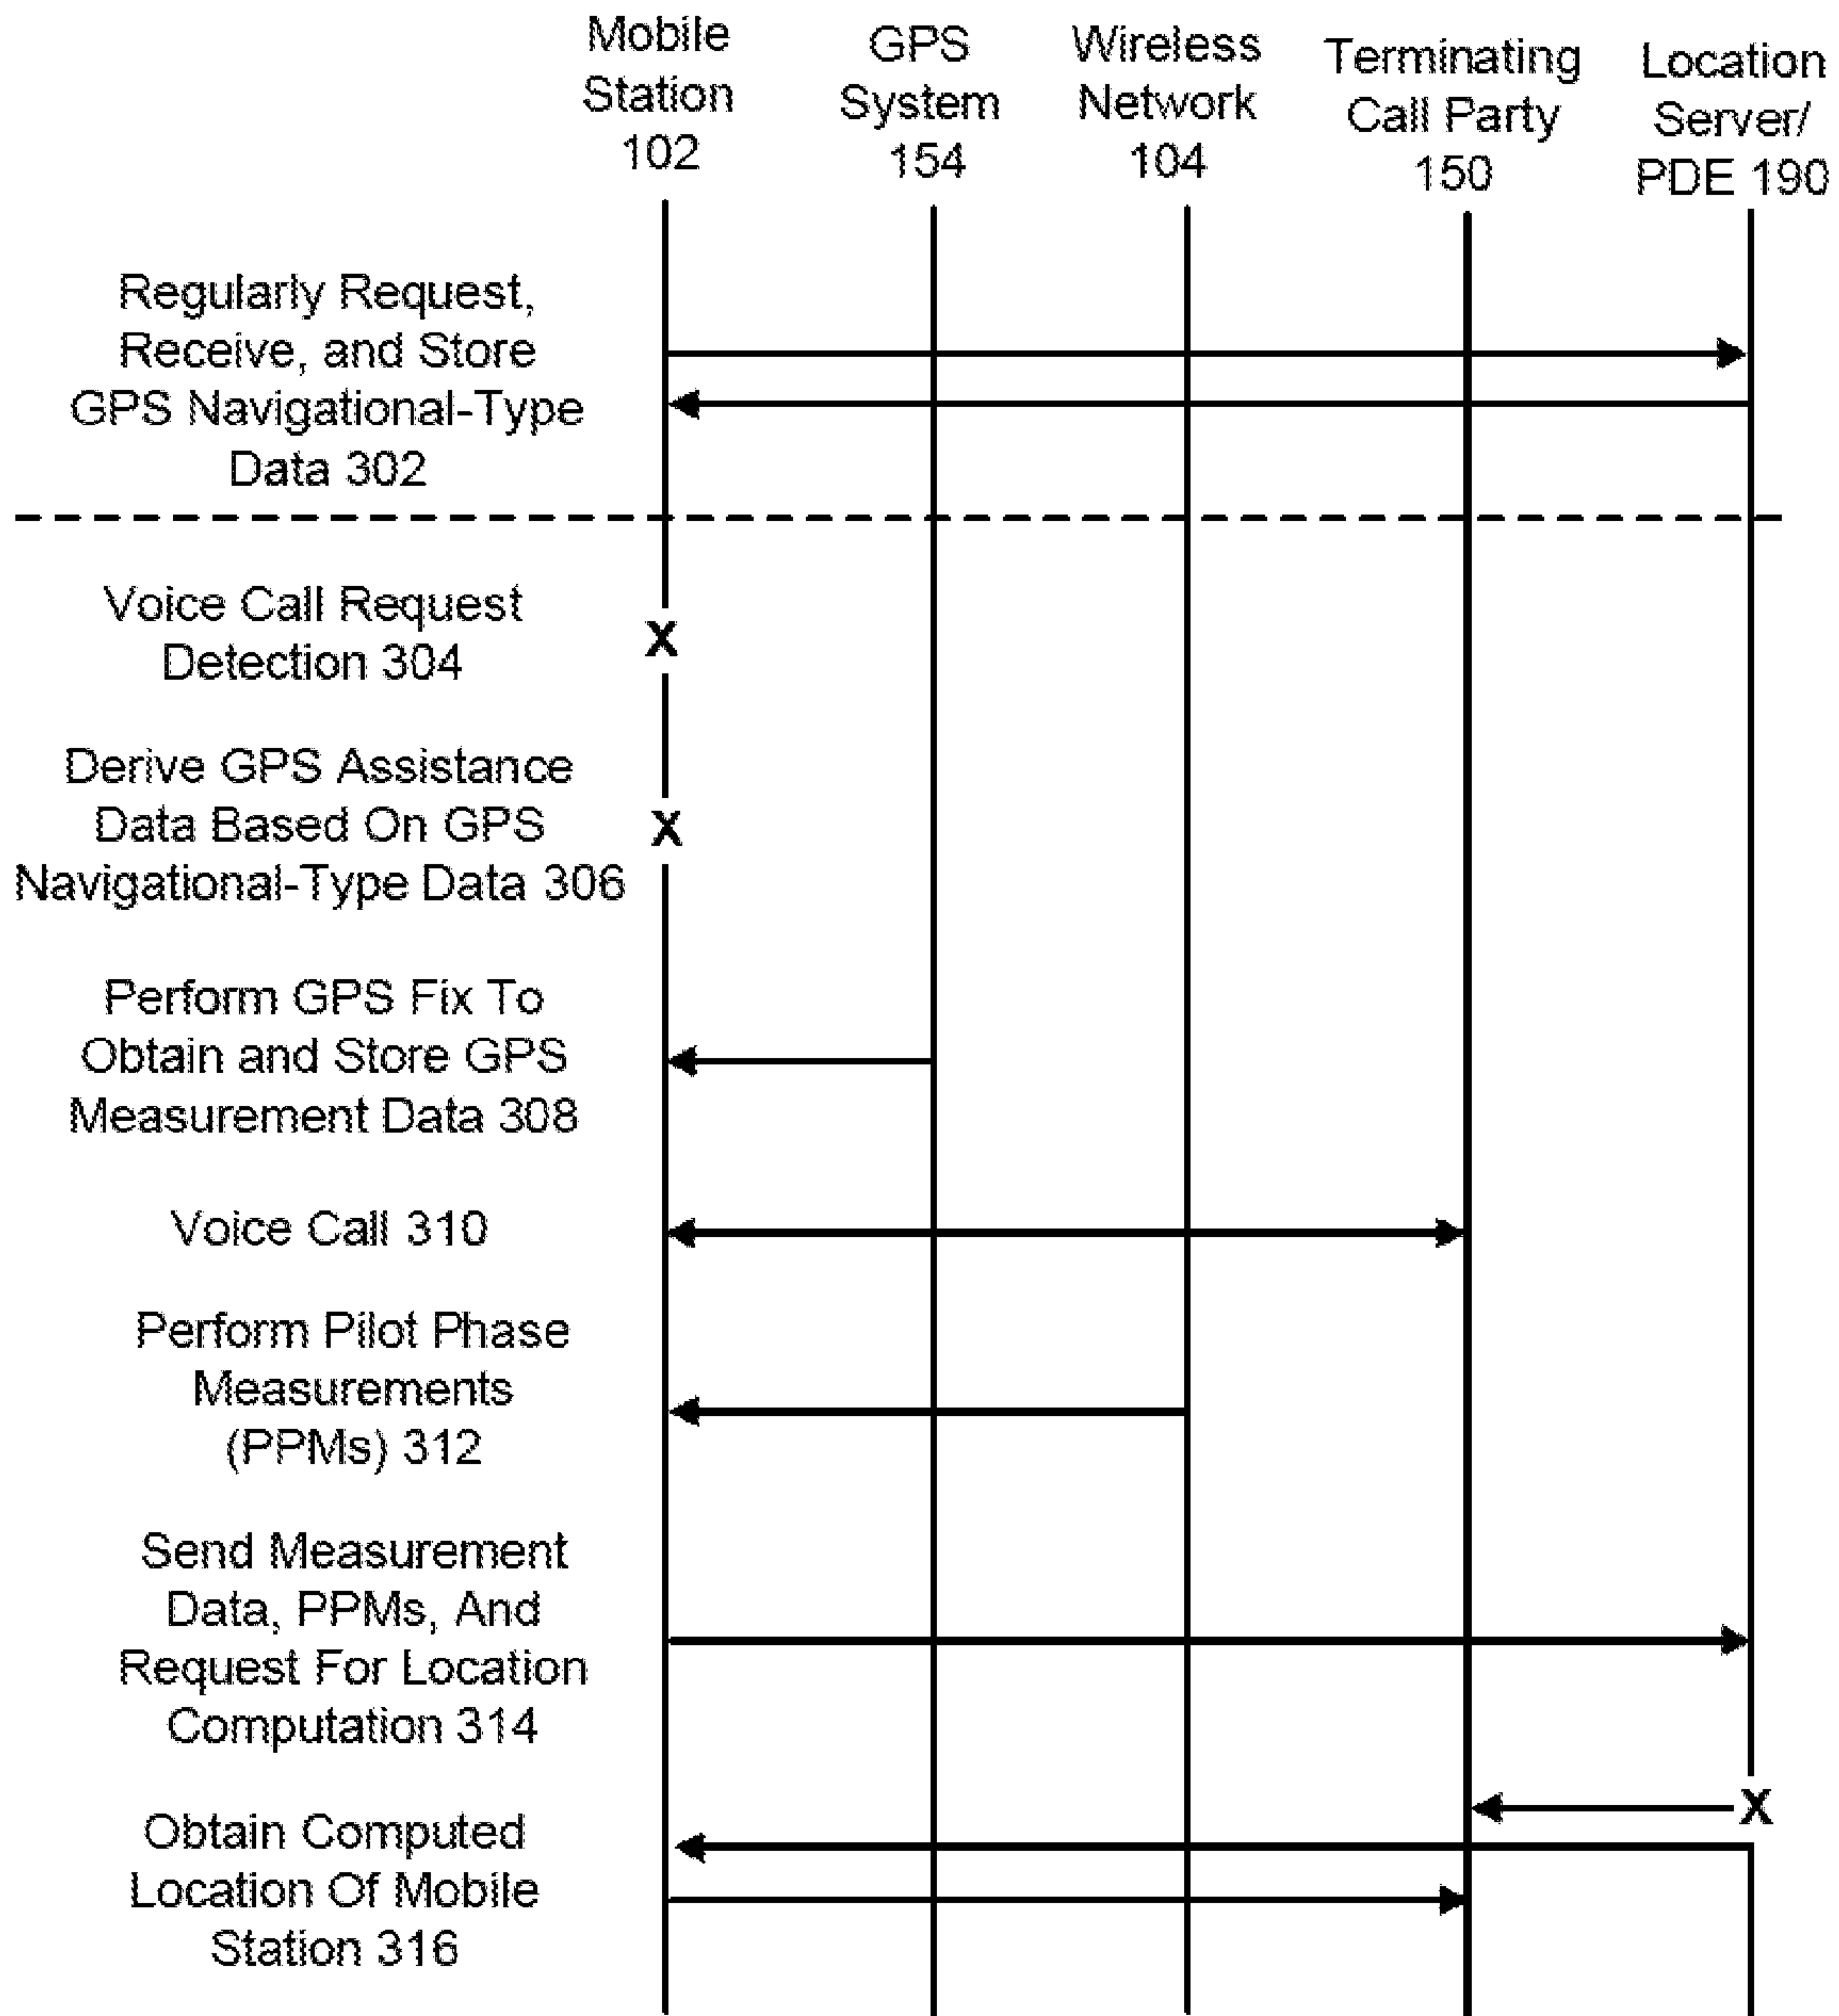 Mobile
Station
102
GPS
System
154
Wireless
Network
104
Terminating
Call Party
150
Location
Server/
PDE 190
Regularly Request,
Receive, and Store
GPS Navigational-Type
Data 302
Voice Call Request
Detection 304
X
Derive GPS Assistance
Data Based On GPS
Navigational-Type Data 306
X
Perform GPS Fix To
Obtain and Store GPS
Measurement Data 308
Voice Call 310
Perform Pilot Phase
Measurements
(PPMs) 312
Send Measurement
Data, PPMs, And
Request For Location
Computation 314
X
Obtain Computed
Location Of Mobile
Station 316